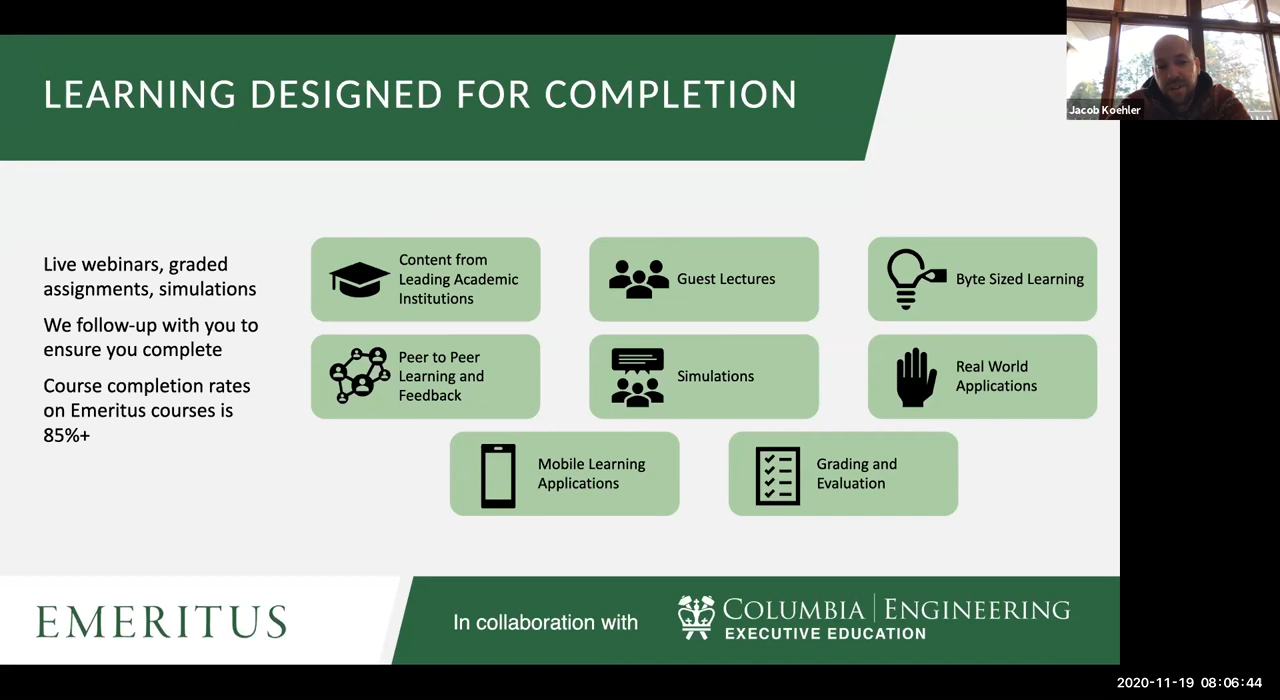 LEARNING DESIGNED FOR COMPLETION
Jacob Koehler
Live webinars, graded
assignments, simulations
We follow-up with you to
ensure you complete
Course completion rates
on Emeritus courses is
85%+
Content from
Leading Academic
Institutions
Guest Lectures
Byte Sized Learning
Peer to Peer
Learning and
Feedback
Simulations
Real World
Applications
Mobile Learning
Applications
Grading and
Evaluation
EMERITUS
In collaboration with
COLUMBIA | ENGINEERING
EXECUTIVE EDUCATION
2020-11-19 08:06:44